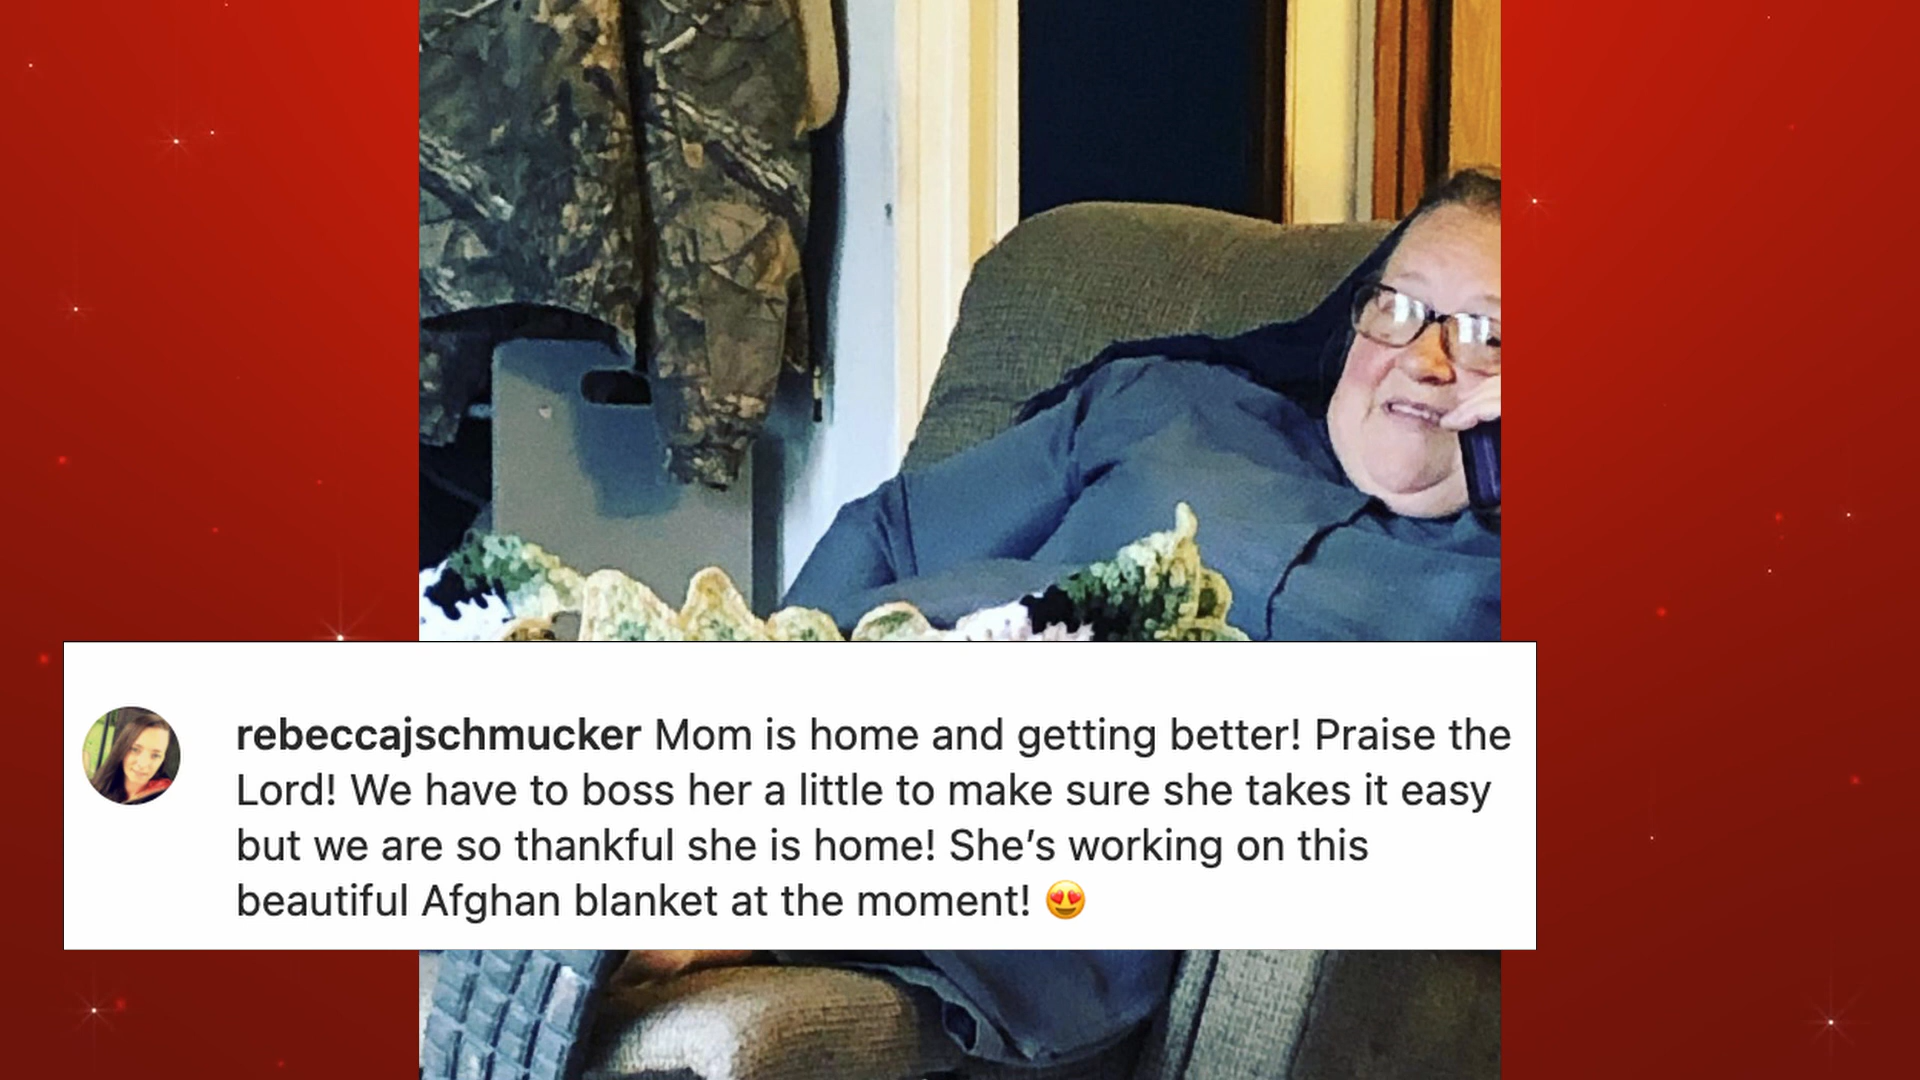 rebeccajschmucker Mom is home and getting better! Praise the
Lord! We have to boss her a little to make sure she takes it easy
but we are so thankful she is home! She’s working on this
beautiful Afghan blanket at the moment! 😍